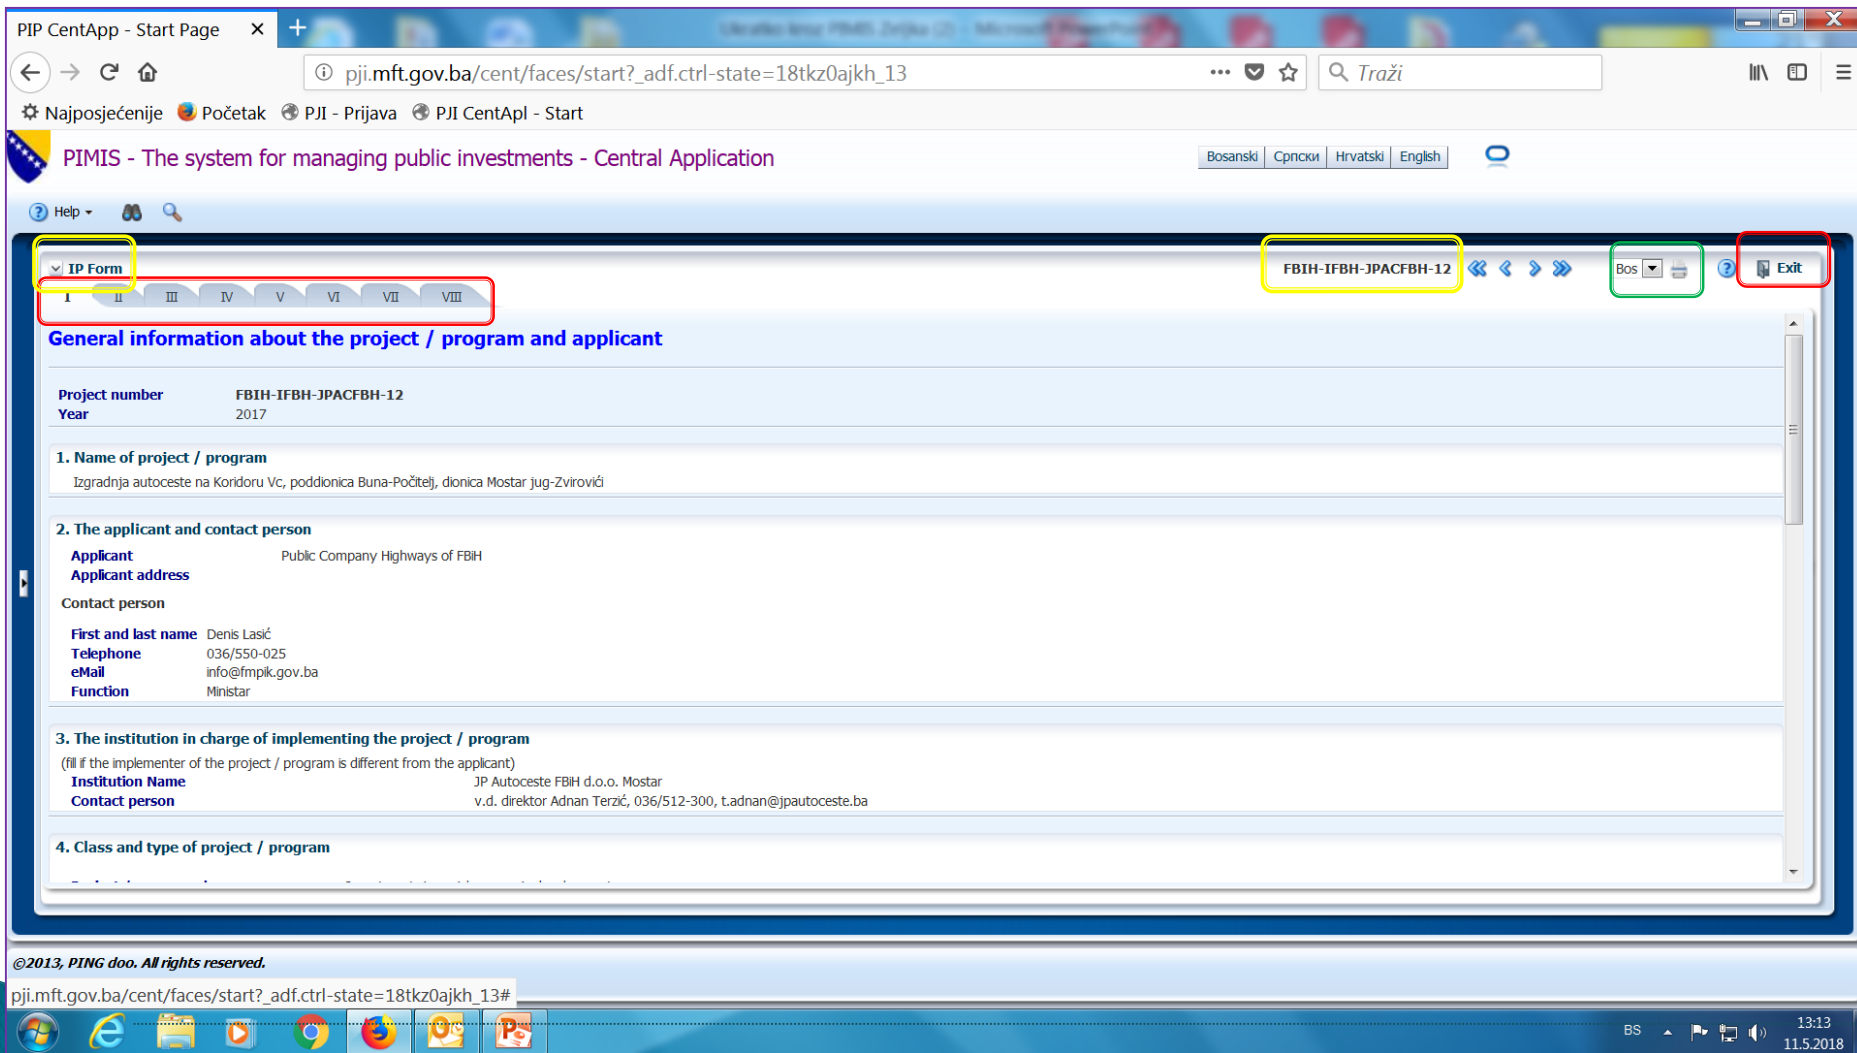 PIP CentApp - Start Page
pji.mft.gov.ba/cent/faces/start?_adf.ctrl-state=18tkz0ajkh_13
Traži
Najposjećenije Početak PJI - Prijava PJI CentApl - Start
PIMIS - The system for managing public investments - Central Application
Bosanski Српски Hrvatski English
Help
IP Form
FBIH-IFBH-JPACFBH-12
Bos
Exit
I II III IV V VI VII VIII
General information about the project / program and applicant
Project number FBIH-IFBH-JPACFBH-12
Year 2017
1. Name of project / program
Izgradnja autoceste na Koridoru Vc, poddionica Buna-Počitelj, dionica Mostar jug-Zvirovići
2. The applicant and contact person
Applicant Public Company Highways of FBiH
Applicant address
Contact person
First and last name Denis Lasić
Telephone 036/550-025
eMail info@fmpik.gov.ba
Function Ministar
3. The institution in charge of implementing the project / program
(fill if the implementer of the project / program is different from the applicant)
Institution Name JP Autoceste FBiH d.o.o. Mostar
Contact person v.d. direktor Adnan Terzić, 036/512-300, t.adnan@jpautoceste.ba
4. Class and type of project / program
©2013, PING doo. All rights reserved.
pji.mft.gov.ba/cent/faces/start?_adf.ctrl-state=18tkz0ajkh_13#
BS
13:13
11.5.2018